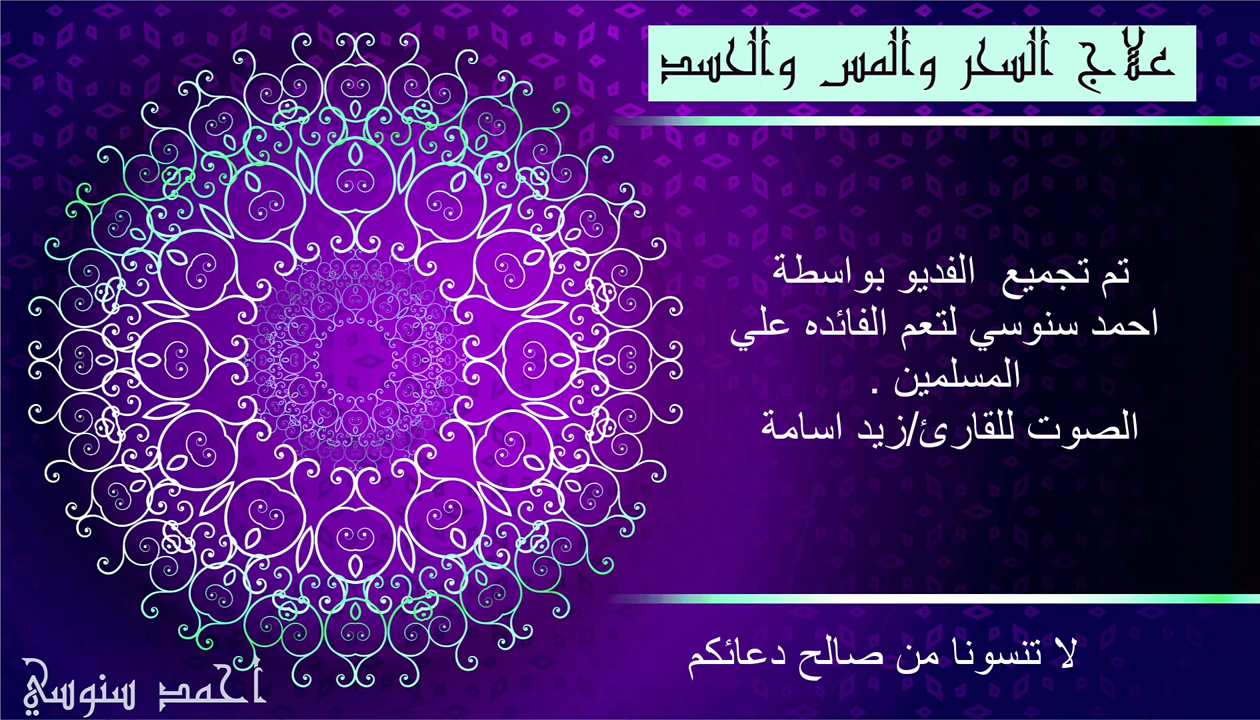 علاج السحر والمس والحسد
تم تجميع الفديو بواسطة
احمد سنوسي لتعم الفائده علي
المسلمين .
الصوت للقارئ/زيد اسامة
لا تنسونا من صالح دعائكم
أحمد سنوسي